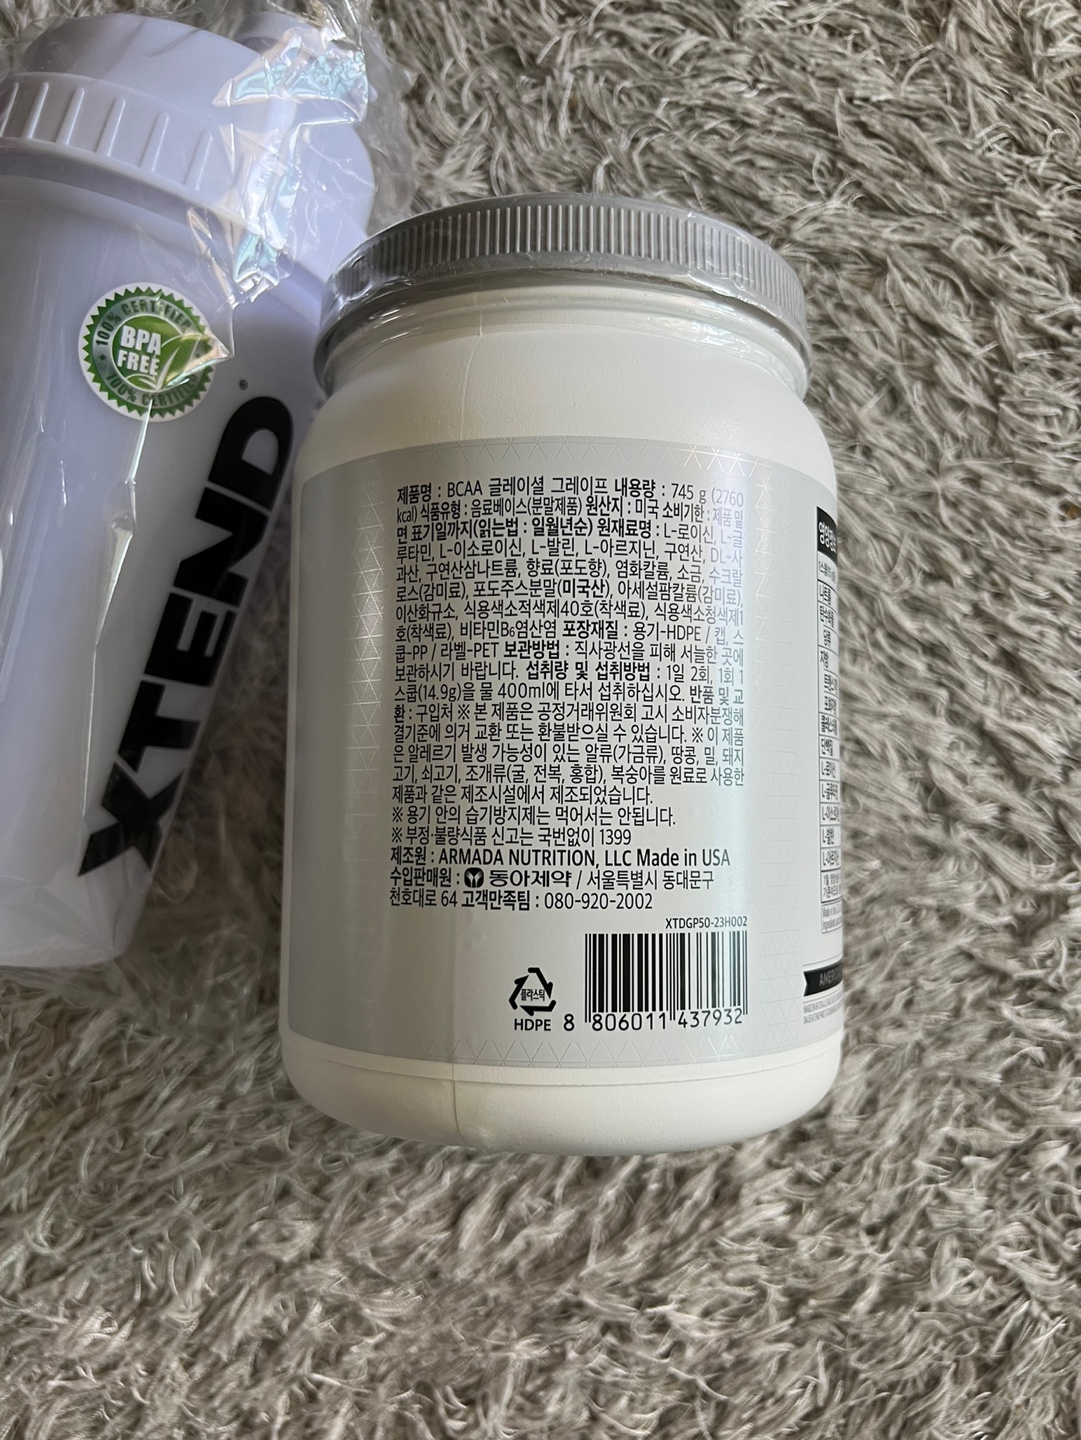 100% CERTIFIED
BPA
FREE
100% CERTIFIED
XTEND®
제품명 : BCAA 글레이셜 그레이프 내용량 : 745 g (2760
kcal) 식품유형 : 음료베이스(분말제품) 원산지 : 미국 소비기한 : 제품 밑
면 표기일까지(읽는법 : 일월년순) 원재료명 : L-로이신, L-글
루타민, L-이소로이신, L-발린, L-아르지닌, 구연산, DL-사
과산, 구연산삼나트륨, 향료(포도향), 염화칼륨, 소금, 수크랄
로스(감미료), 포도주스분말(미국산), 아세설팜칼륨(감미료),
이산화규소, 식용색소적색제40호(착색료), 식용색소청색제1
호(착색료), 비타민B₆염산염 포장재질 : 용기-HDPE / 캡, 스
쿱-PP / 라벨-PET 보관방법 : 직사광선을 피해 서늘한 곳에
보관하시기 바랍니다. 섭취량 및 섭취방법 : 1일 2회, 1회 1
스쿱(14.9g)을 물 400ml에 타서 섭취하십시오. 반품 및 교
환 : 구입처 ※ 본 제품은 공정거래위원회 고시 소비자분쟁해
결기준에 의거 교환 또는 환불받으실 수 있습니다. ※ 이 제품
은 알레르기 발생 가능성이 있는 알류(가금류), 땅콩, 밀, 돼지
고기, 쇠고기, 조개류(굴, 전복, 홍합), 복숭아를 원료로 사용한
제품과 같은 제조시설에서 제조되었습니다.
※ 용기 안의 습기방지제는 먹어서는 안됩니다.
※ 부정·불량식품 신고는 국번없이 1399
제조원 : ARMADA NUTRITION, LLC Made in USA
수입판매원 : 동아제약 / 서울특별시 동대문구
천호대로 64 고객만족팀 : 080-920-2002
XTDGP50-23H002
플라스틱
HDPE
8 806011 437932
나트륨
탄수화물
당류
지방
단백질
L-발린